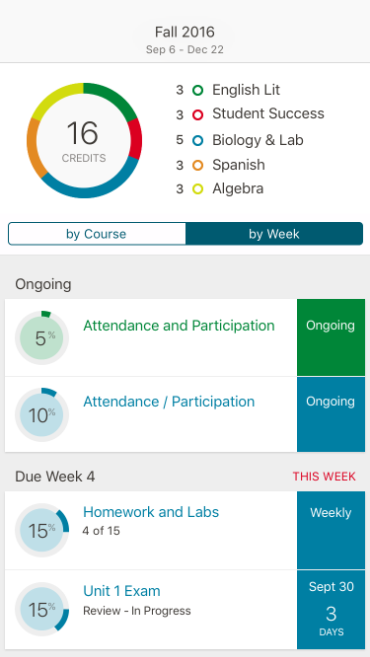 Fall 2016
Sep 6 - Dec 22
16
CREDITS
3 English Lit
3 Student Success
5 Biology & Lab
3 Spanish
3 Algebra
by Course
by Week
Ongoing
5%
Attendance and Participation
Ongoing
10%
Attendance / Participation
Ongoing
Due Week 4
THIS WEEK
15%
Homework and Labs
4 of 15
Weekly
15%
Unit 1 Exam
Review - In Progress
Sept 30
3
DAYS